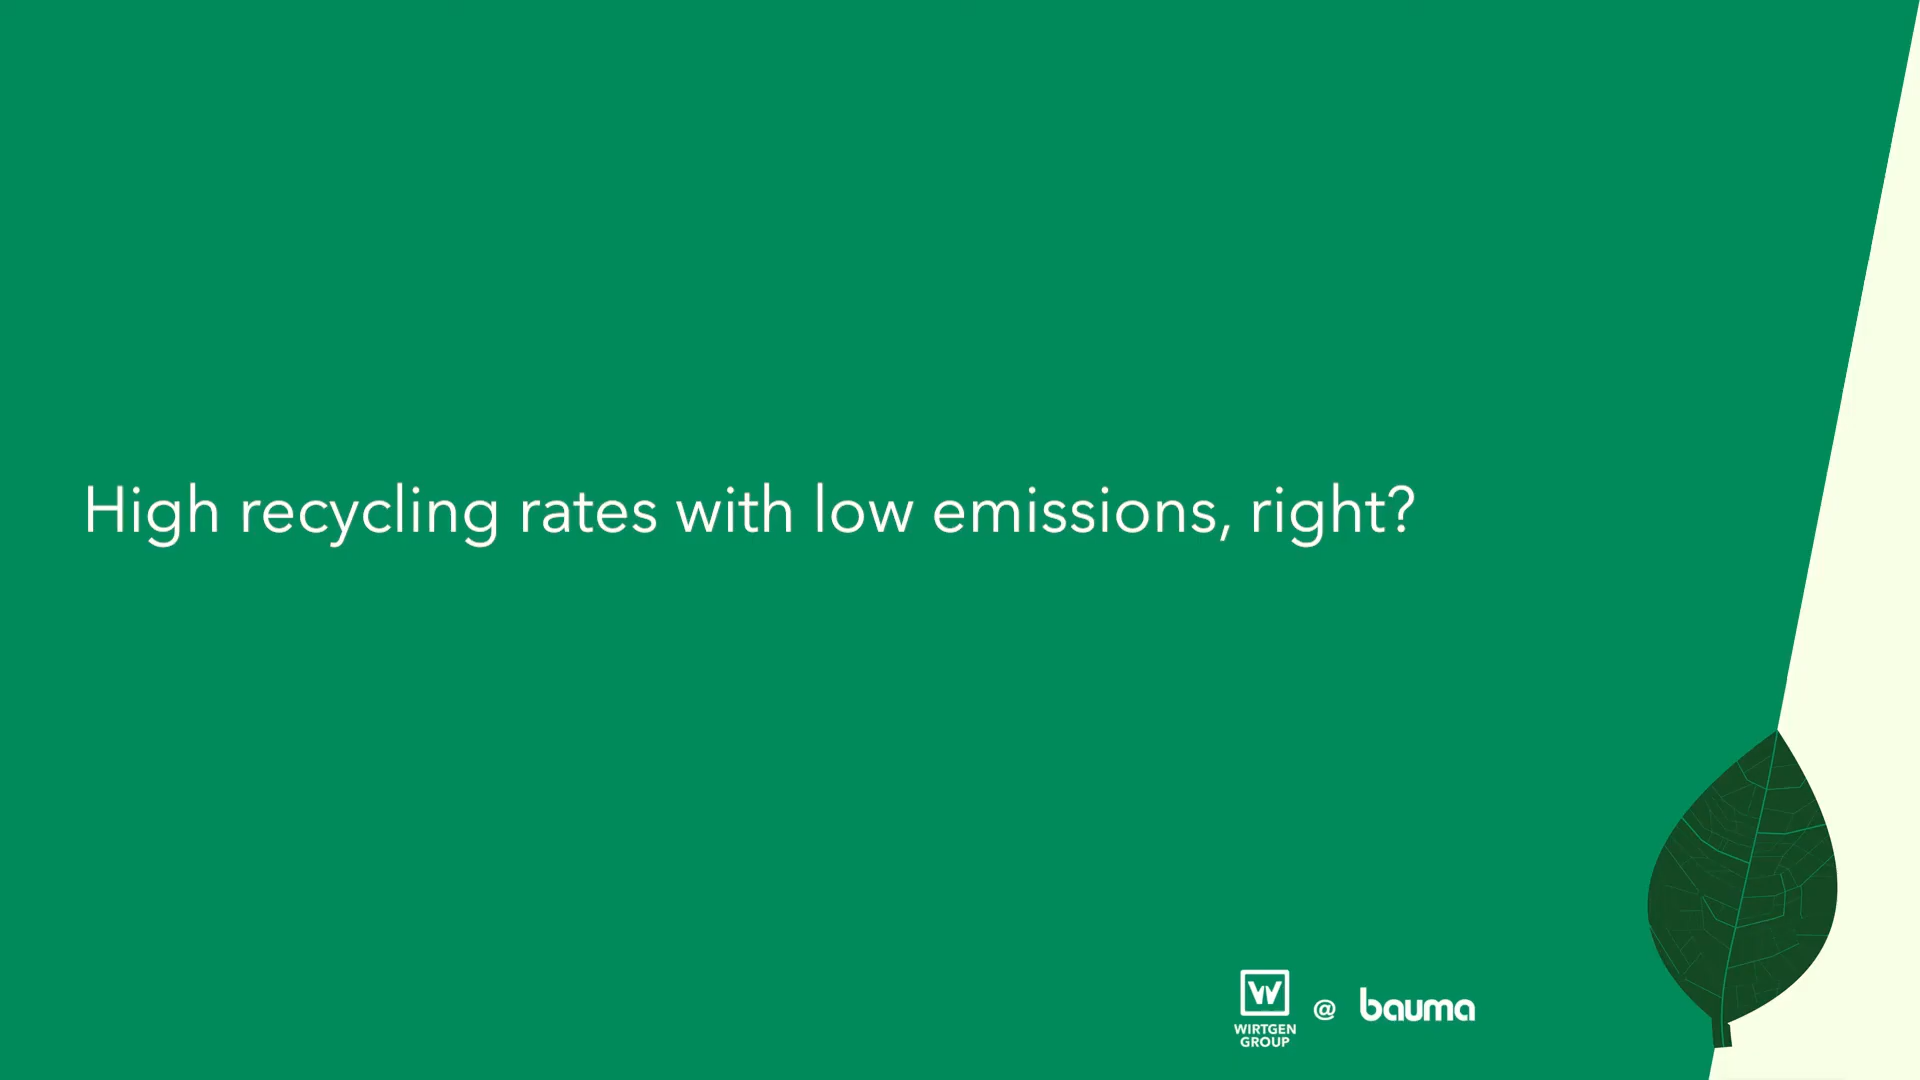 High recycling rates with low emissions, right?
W
WIRTGEN
GROUP
@ bauma